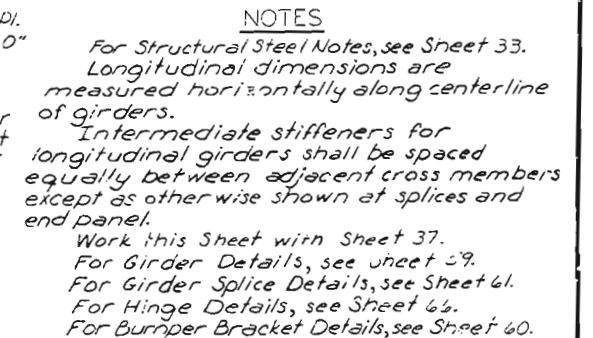 pl.
NOTES
0"
For Structural Steel Notes, see Sheet 33.
Longitudinal dimensions are
measured horizontally along centerline
of girders.
r
Intermediate stiffeners for
t
longitudinal girders shall be spaced
equally between adjacent cross members
except as otherwise shown at splices and
end panel.
Work this Sheet with Sheet 37.
For Girder Details, see Sheet
For Girder Splice Details, see Sheet 61.
For Hinge Details, see Sheet 66.
For Bumper Bracket Details, see Sheet 60.